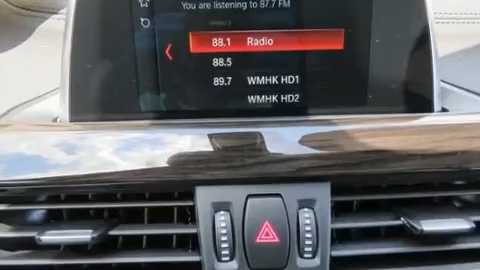 You are listening to 87.7 FM
88.1 Radio
88.5
89.7 WMHK HD1
WMHK HD2